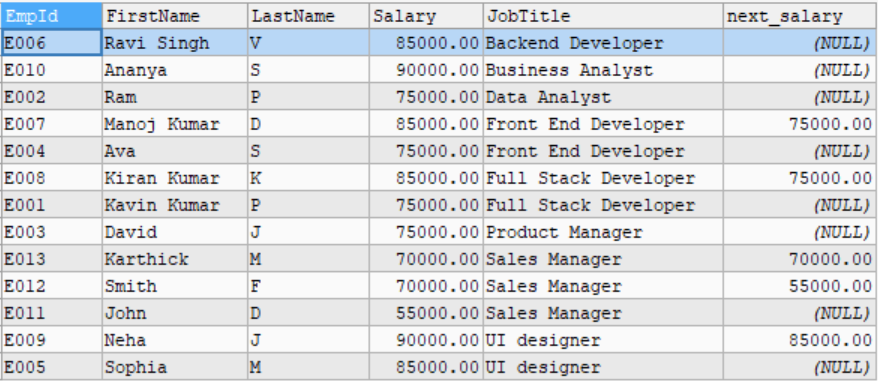 EmpId FirstName LastName Salary JobTitle next_salary
E006 Ravi Singh V 85000.00 Backend Developer (NULL)
E010 Ananya S 90000.00 Business Analyst (NULL)
E002 Ram P 75000.00 Data Analyst (NULL)
E007 Manoj Kumar D 85000.00 Front End Developer 75000.00
E004 Ava S 75000.00 Front End Developer (NULL)
E008 Kiran Kumar K 85000.00 Full Stack Developer 75000.00
E001 Kavin Kumar P 75000.00 Full Stack Developer (NULL)
E003 David J 75000.00 Product Manager (NULL)
E013 Karthick M 70000.00 Sales Manager 70000.00
E012 Smith F 70000.00 Sales Manager 55000.00
E011 John D 55000.00 Sales Manager (NULL)
E009 Neha J 90000.00 UI designer 85000.00
E005 Sophia M 85000.00 UI designer (NULL)